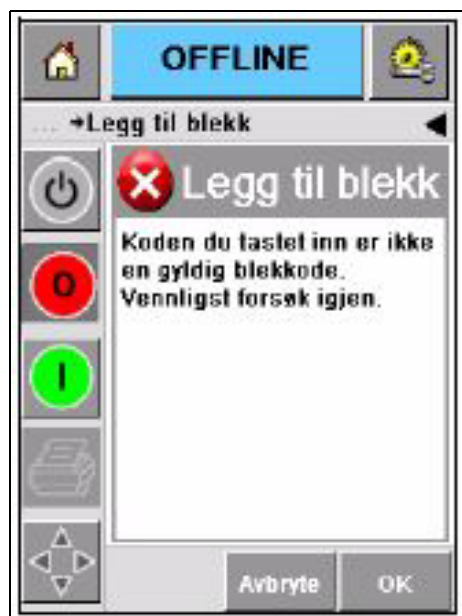 OFFLINE
... →Legg til blekk
Legg til blekk
Koden du tastet inn er ikke
en gyldig blekkode.
Vennligst forsøk igjen.
O
I
Avbryte OK